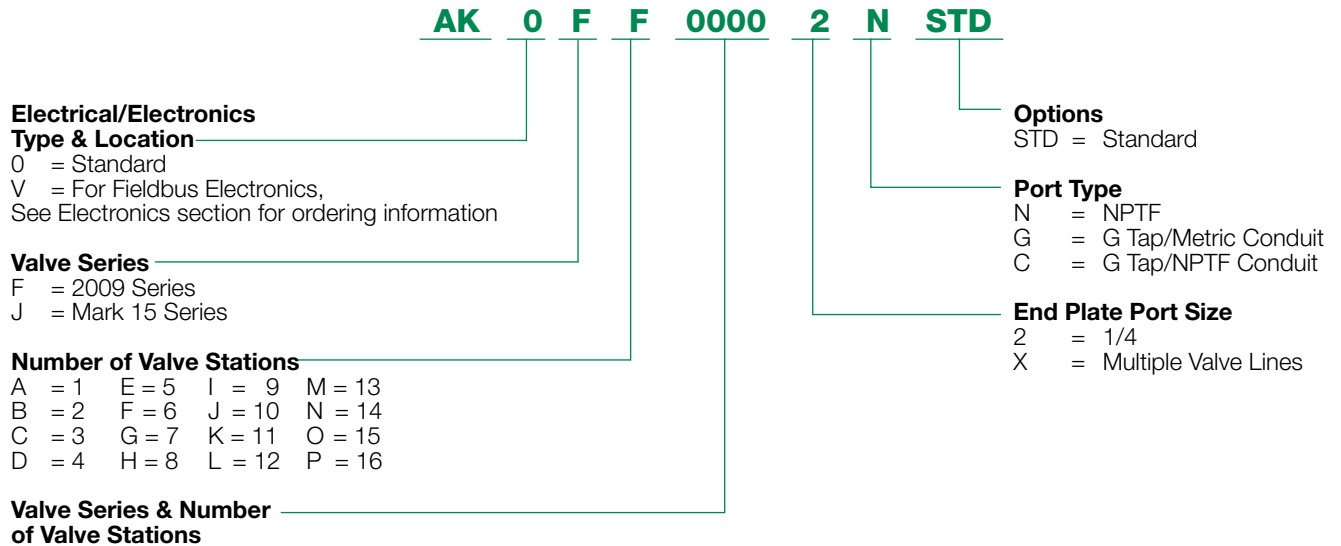 AK 0 F F 0000 2 N STD
Electrical/Electronics
Type & Location
0 = Standard
V = For Fieldbus Electronics,
See Electronics section for ordering information
Valve Series
F = 2009 Series
J = Mark 15 Series
Number of Valve Stations
A = 1 E = 5 I = 9 M = 13
B = 2 F = 6 J = 10 N = 14
C = 3 G = 7 K = 11 O = 15
D = 4 H = 8 L = 12 P = 16
Valve Series & Number
of Valve Stations
Options
STD = Standard
Port Type
N = NPTF
G = G Tap/Metric Conduit
C = G Tap/NPTF Conduit
End Plate Port Size
2 = 1/4
X = Multiple Valve Lines